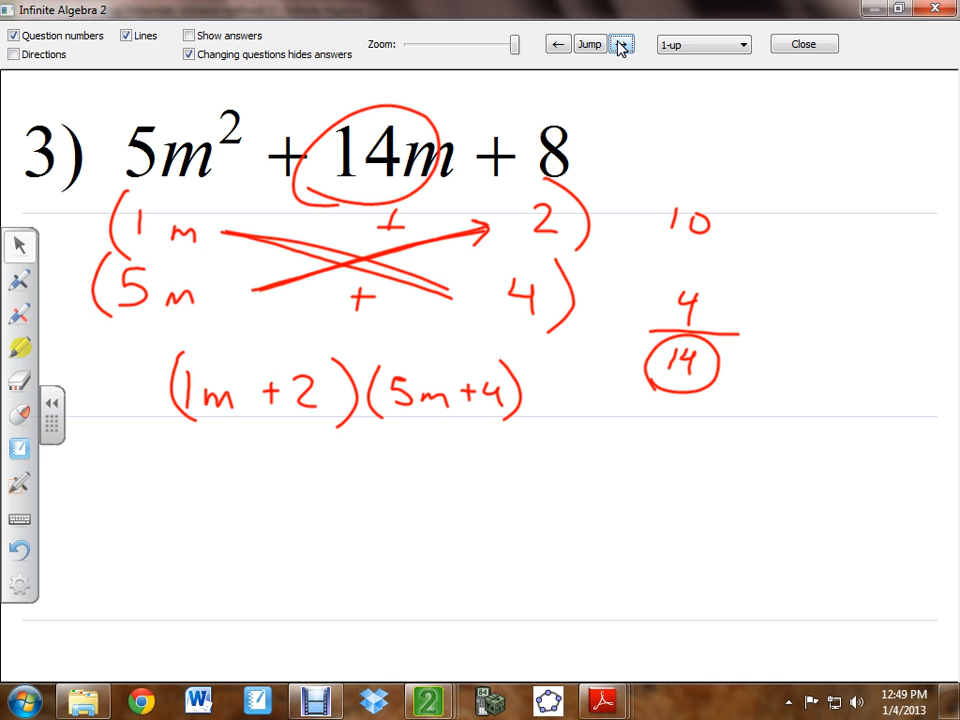 Infinite Algebra 2
Question numbers Lines Show answers
Directions Changing questions hides answers
Zoom: ← Jump 1-up Close
3) 5m² + 14m + 8
(1m + 2) 10
(5m + 4) 4
14
(1m + 2)(5m + 4)
W 64 2
12:49 PM
1/4/2013